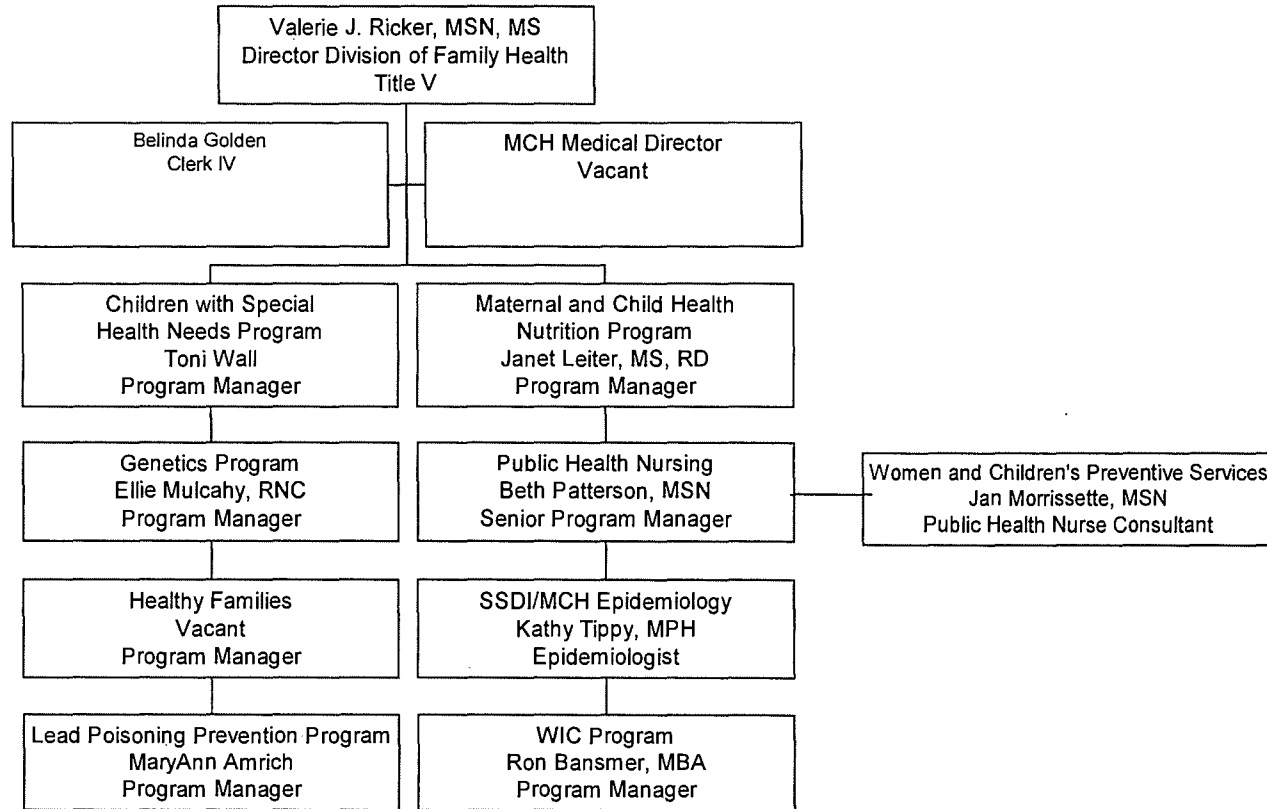 Valerie J. Ricker, MSN, MS
Director Division of Family Health
Title V
Belinda Golden
Clerk IV
MCH Medical Director
Vacant
Children with Special
Health Needs Program
Toni Wall
Program Manager
Maternal and Child Health
Nutrition Program
Janet Leiter, MS, RD
Program Manager
Genetics Program
Ellie Mulcahy, RNC
Program Manager
Public Health Nursing
Beth Patterson, MSN
Senior Program Manager
Women and Children's Preventive Services
Jan Morrissette, MSN
Public Health Nurse Consultant
Healthy Families
Vacant
Program Manager
SSDI/MCH Epidemiology
Kathy Tippy, MPH
Epidemiologist
Lead Poisoning Prevention Program
MaryAnn Amrich
Program Manager
WIC Program
Ron Bansmer, MBA
Program Manager